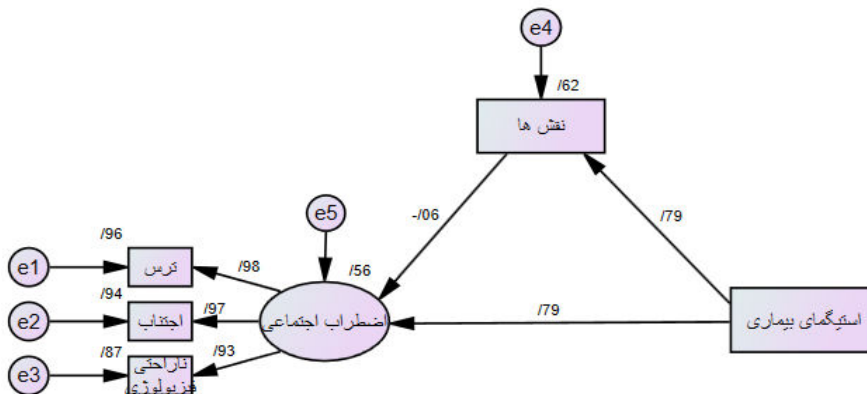 e4
/62
نقش ها
e5
-/06
/79
/96
e1
ترس
/98
/56
/94
e2
اجتناب
/97
اضطراب اجتماعی
/79
استیگمای بیماری
/87
e3
ناراحتی
فیزیولوژی
/93